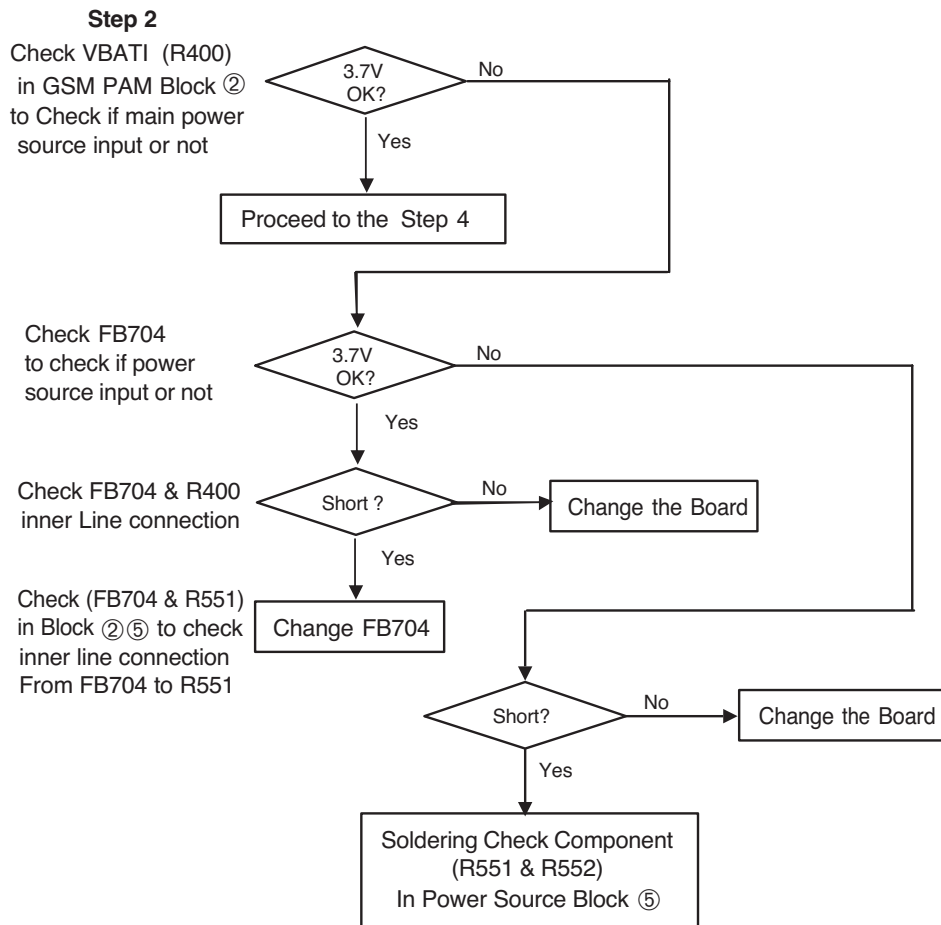 Step 2
Check VBATI (R400)
in GSM PAM Block ②
to Check if main power
source input or not
3.7V
OK?
No
Yes
Proceed to the Step 4
Check FB704
to check if power
source input or not
3.7V
OK?
No
Yes
Check FB704 & R400
inner Line connection
Short ?
No
Change the Board
Yes
Check (FB704 & R551)
in Block ②⑤ to check
inner line connection
From FB704 to R551
Change FB704
Short?
No
Change the Board
Yes
Soldering Check Component
(R551 & R552)
In Power Source Block ⑤